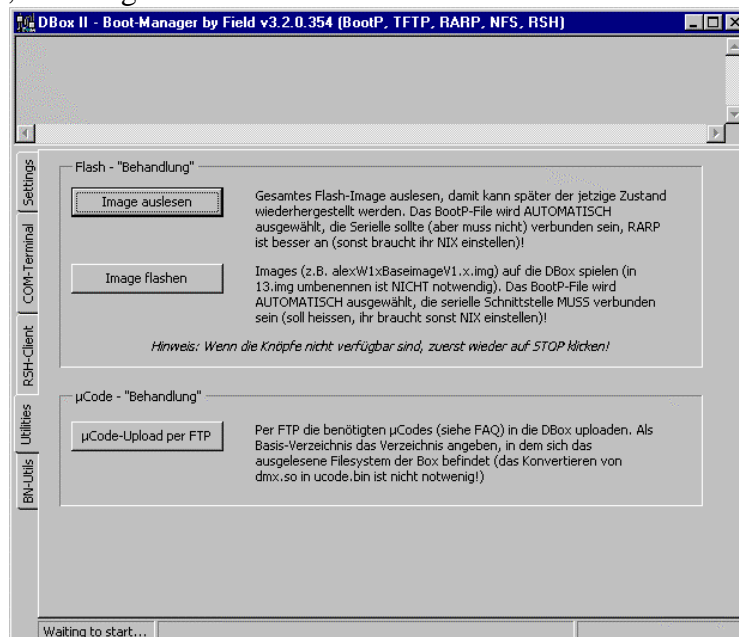 DBox II - Boot-Manager by Field v3.2.0.354 (BootP, TFTP, RARP, NFS, RSH)
Settings
COM-Terminal
RSH-Client
Utilities
BN-Utils
Flash - "Behandlung"
Image auslesen
Gesamtes Flash-Image auslesen, damit kann später der jetzige Zustand
wiederhergestellt werden. Das BootP-File wird AUTOMATISCH
ausgewählt, die Serielle sollte (aber muss nicht) verbunden sein, RARP
ist besser an (sonst braucht ihr NIX einstellen)!
Image flashen
Images (z.B. alexW1xBaseimageV1.x.img) auf die DBox spielen (in
13.img umbenennen ist NICHT notwendig). Das BootP-File wird
AUTOMATISCH ausgewählt, die serielle Schnittstelle MUSS verbunden
sein (soll heissen, ihr braucht sonst NIX einstellen)!
Hinweis: Wenn die Knöpfe nicht verfügbar sind, zuerst wieder auf STOP klicken!
µCode - "Behandlung"
µCode-Upload per FTP
Per FTP die benötigten µCodes (siehe FAQ) in die DBox uploaden. Als
Basis-Verzeichnis das Verzeichnis angeben, in dem sich das
ausgelesene Filesystem der Box befindet (das Konvertieren von
dmx.so in ucode.bin ist nicht notwenig!)
Waiting to start...